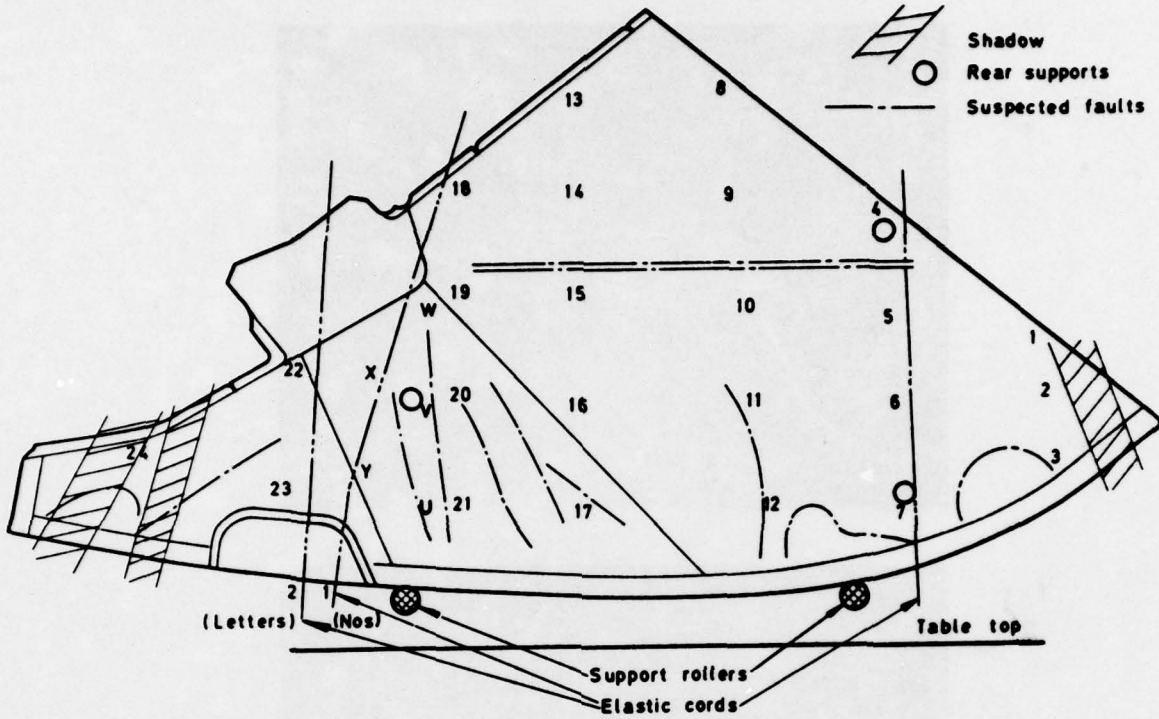 Shadow
Rear supports
Suspected faults
13
8
18
14
9
4
19
15
10
5
W
1
22
X
2
20
16
11
6
V
24
Y
3
23
U
21
17
12
7
2
1
(Letters)
(Nos)
Table top
Support rollers
Elastic cords